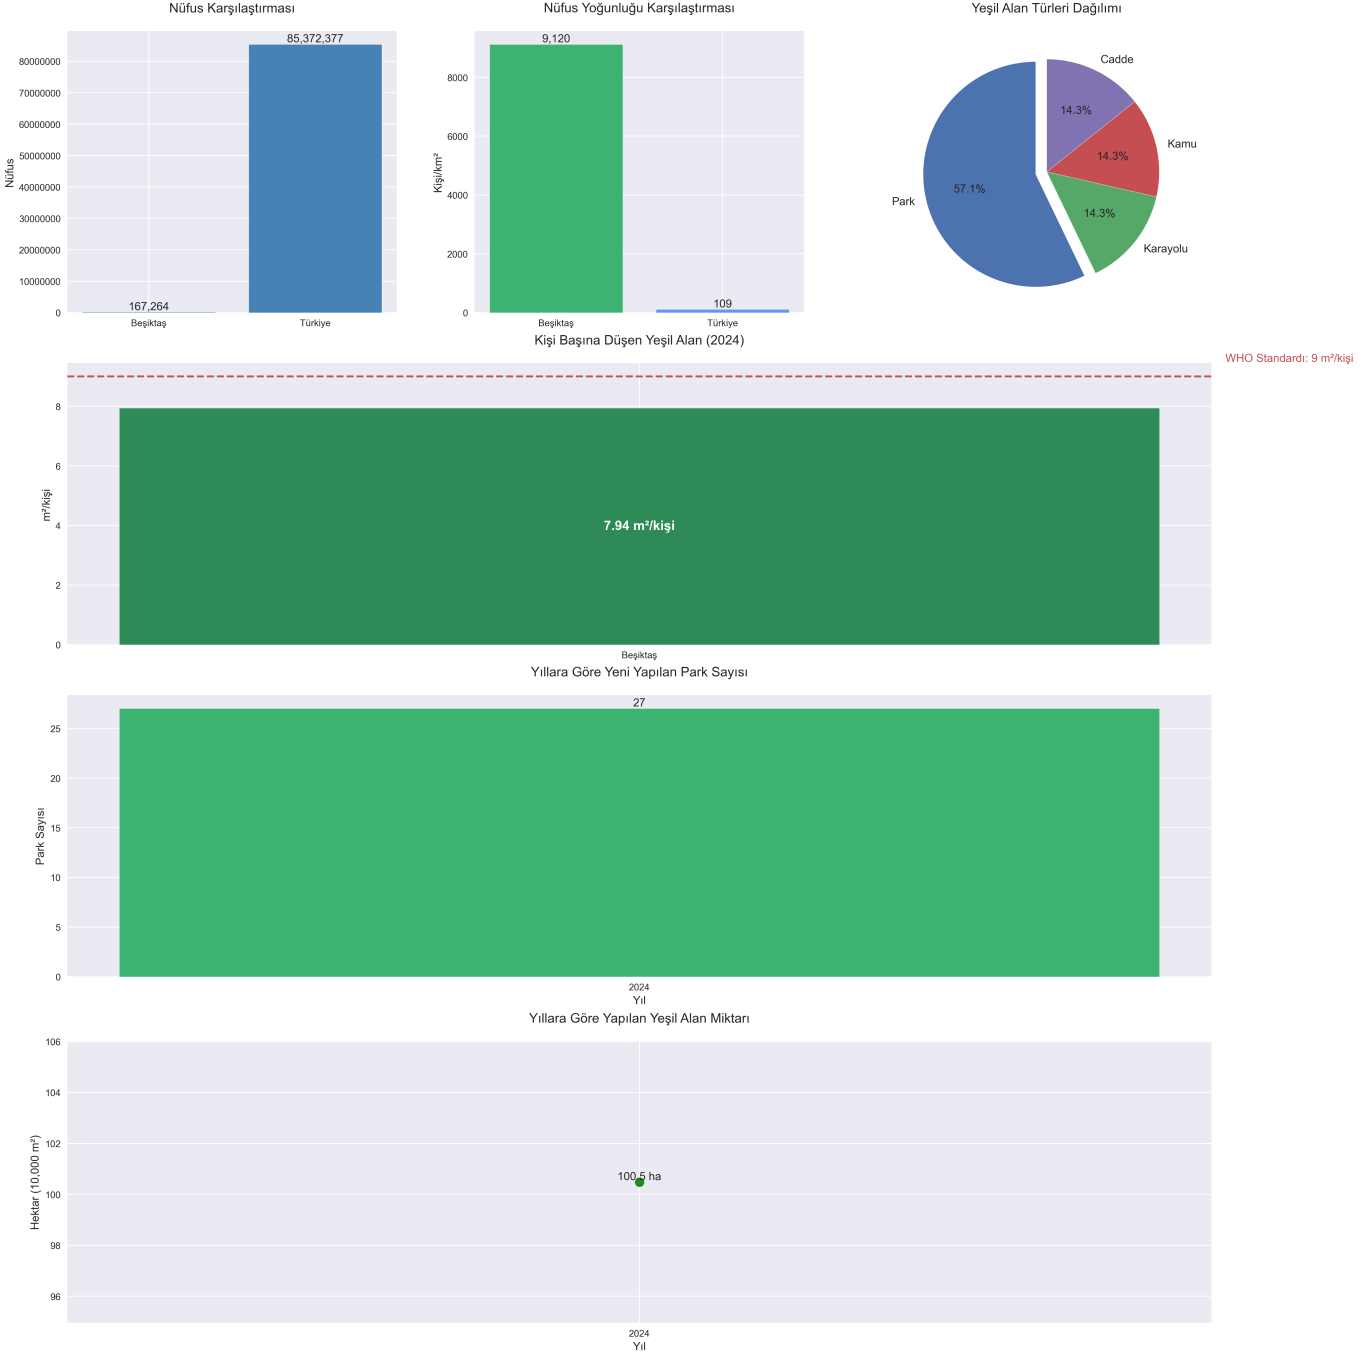 Nüfus Karşılaştırması
85,372,377
80000000
70000000
60000000
50000000
40000000
30000000
20000000
10000000
0
Nüfus
167,264
Beşiktaş
Türkiye
Nüfus Yoğunluğu Karşılaştırması
9,120
8000
6000
4000
2000
0
Kişi/km²
109
Beşiktaş
Türkiye
Yeşil Alan Türleri Dağılımı
Cadde
14.3%
Kamu
14.3%
Park
57.1%
14.3%
Karayolu
Kişi Başına Düşen Yeşil Alan (2024)
WHO Standardı: 9 m²/kişi
8
6
4
2
0
m²/kişi
7.94 m²/kişi
Beşiktaş
Yıllara Göre Yeni Yapılan Park Sayısı
27
25
20
15
10
5
0
Park Sayısı
2024
Yıl
Yıllara Göre Yapılan Yeşil Alan Miktarı
106
104
102
100
98
96
Hektar (10,000 m²)
100.5 ha
2024
Yıl